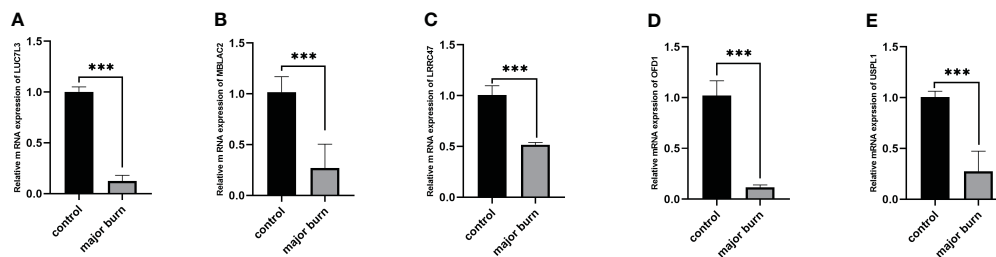 A
Relative m RNA expression of LUC7L3
1.5
1.0
0.5
0.0
***
control
major burn
B
Relative m RNA expression of MBLAC2
1.5
1.0
0.5
0.0
***
control
major burn
C
Relative m RNA expression of LRRC47
1.5
1.0
0.5
0.0
***
control
major burn
D
Relative mRNA exprssion of OFD1
1.5
1.0
0.5
0.0
***
control
major burn
E
Relative mRNA exprssion of USPL1
1.5
1.0
0.5
0.0
***
control
major burn